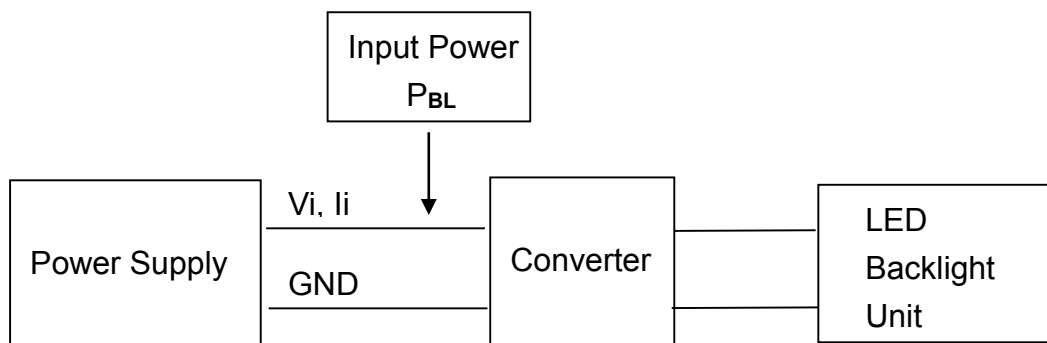 Input Power
PBL
Vi, Ii
Power Supply
GND
Converter
LED
Backlight
Unit